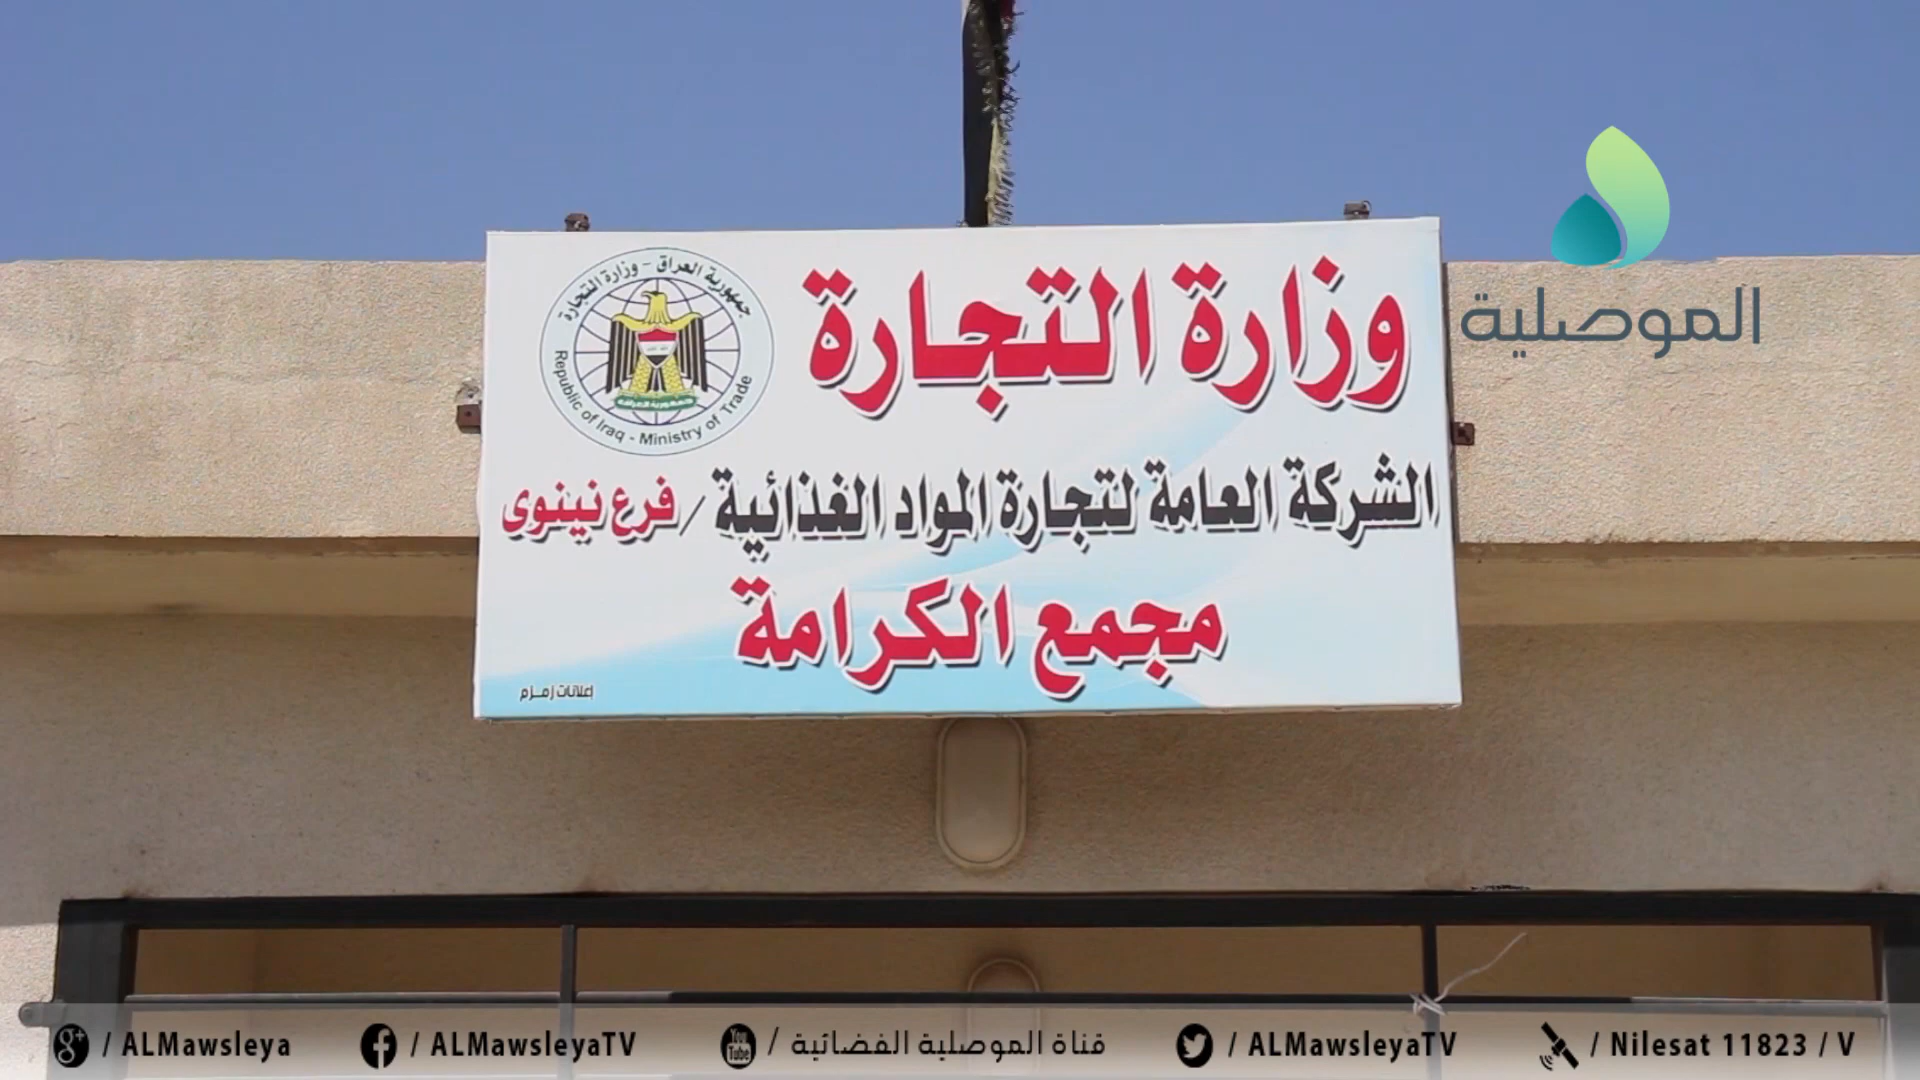 الموصلية
جمهورية العراق - وزارة التجارة
Republic of Iraq - Ministry of Trade
وزارة التجارة
الشركة العامة لتجارة المواد الغذائية / فرع نينوى
مجمع الكرامة
إعلانات زمزم
/ ALMawsleya / ALMawsleyaTV / قناة الموصلية الفضائية / ALMawsleyaTV / Nilesat 11823 / V